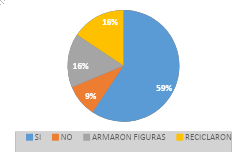 16%
16%
9%
59%
SI NO ARMARON FIGURAS RECICLARON